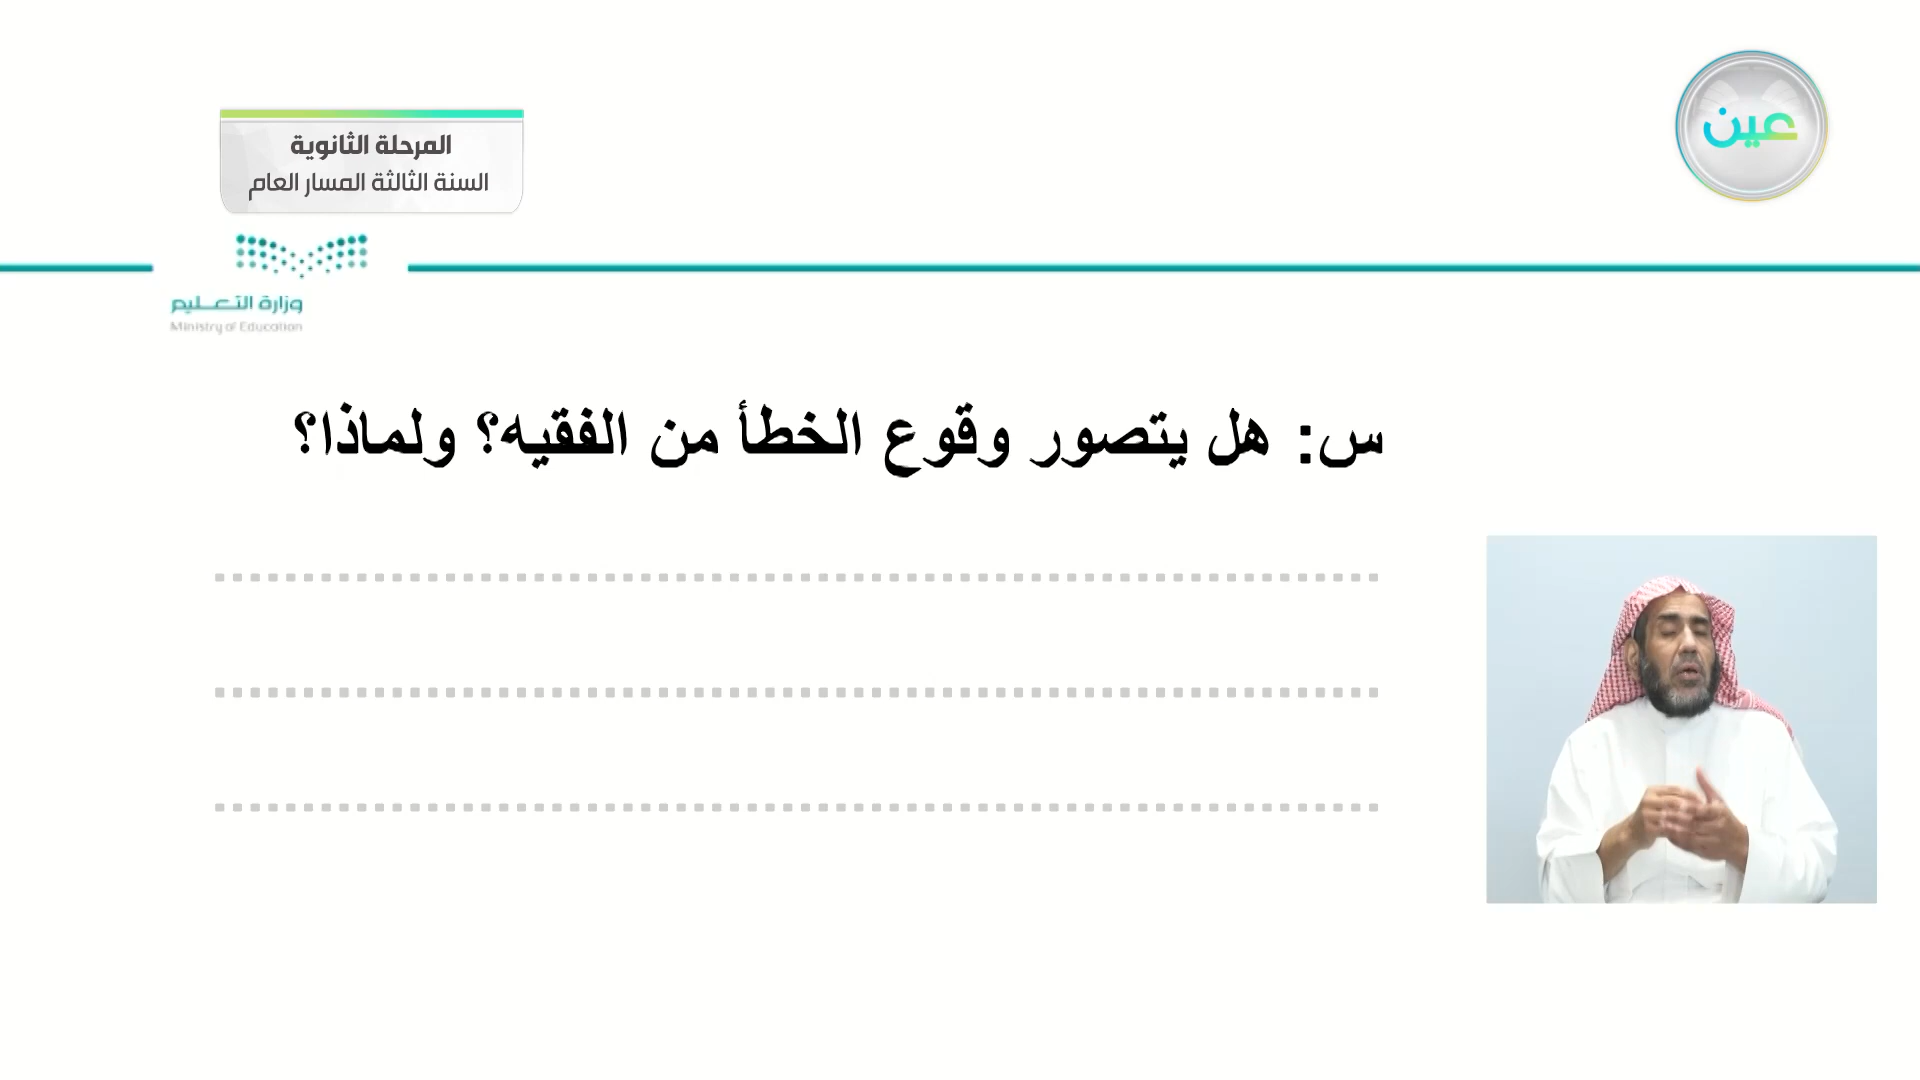 عين
المرحلة الثانوية
السنة الثالثة المسار العام
وزارة التعليم
Ministry of Education
س: هل يتصور وقوع الخطأ من الفقيه؟ ولماذا؟